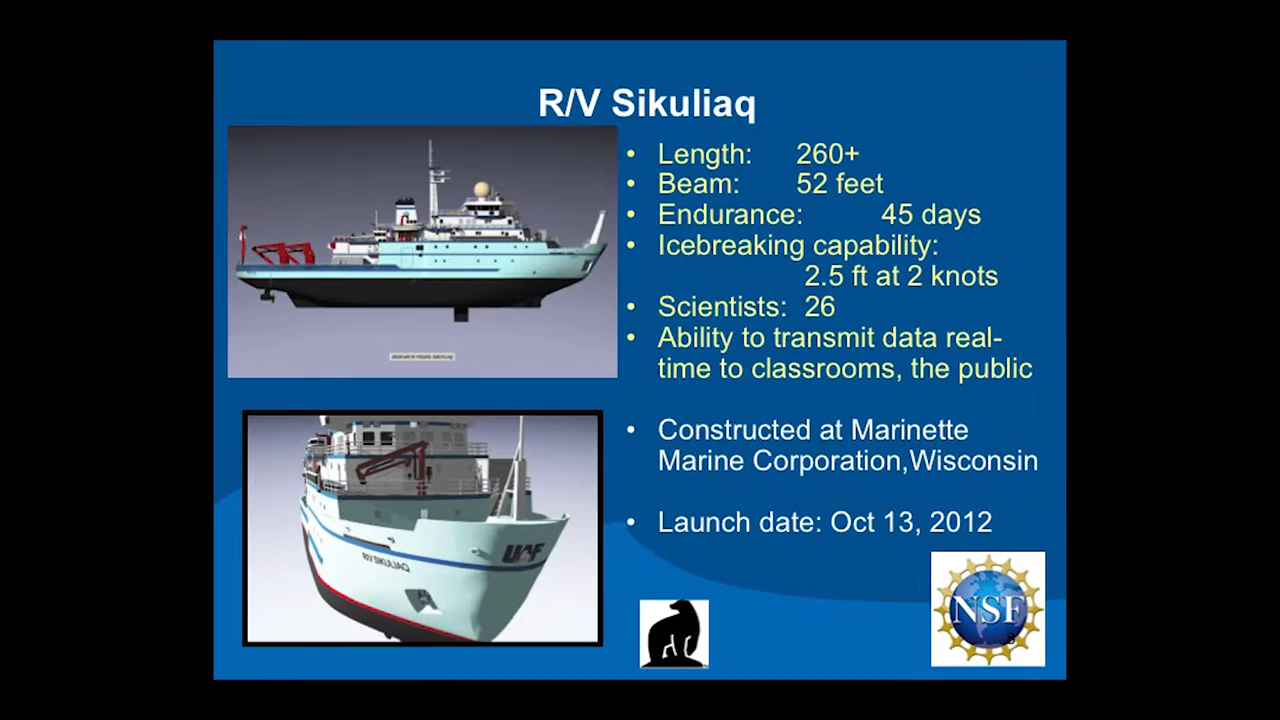 R/V Sikuliaq
• Length: 260+
• Beam: 52 feet
• Endurance: 45 days
• Icebreaking capability:
2.5 ft at 2 knots
• Scientists: 26
• Ability to transmit data real-
time to classrooms, the public
• Constructed at Marinette
Marine Corporation,Wisconsin
• Launch date: Oct 13, 2012
R/V SIKULIAQ
UAF
NSF